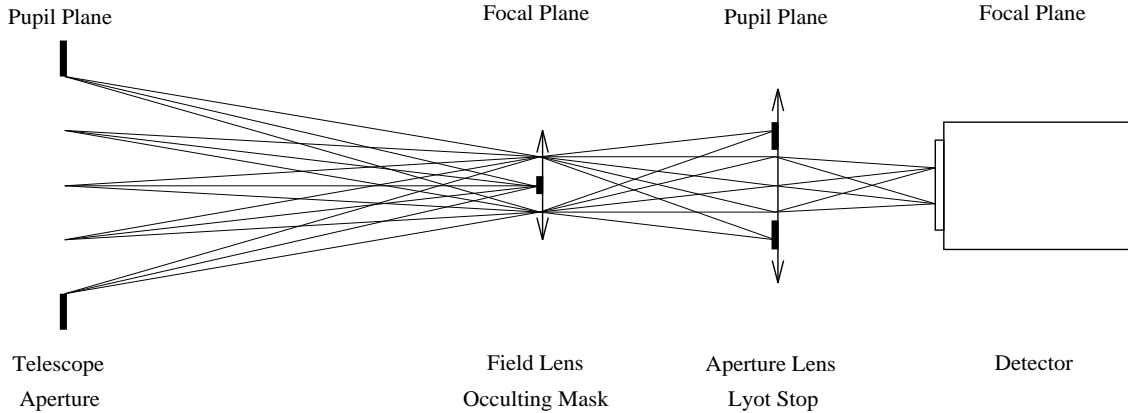 Pupil Plane
Focal Plane
Pupil Plane
Focal Plane
Telescope
Aperture
Field Lens
Occulting Mask
Aperture Lens
Lyot Stop
Detector